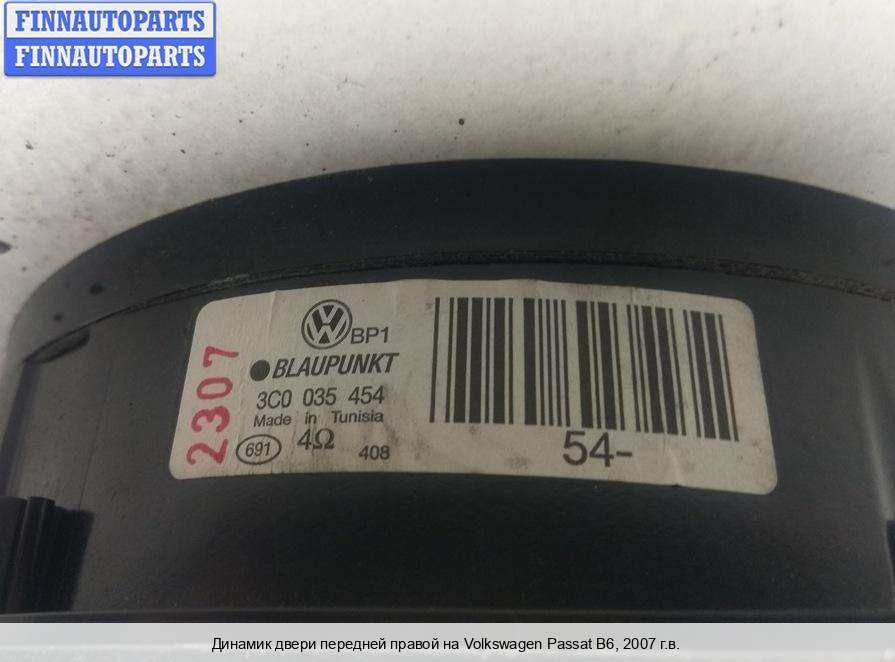 FINNAUTOPARTS
FINNAUTOPARTS
2307
VW BP1
BLAUPUNKT
3C0 035 454
Made in Tunisia
691 4Ω 408
54-
Динамик двери передней правой на Volkswagen Passat B6, 2007 г.в.